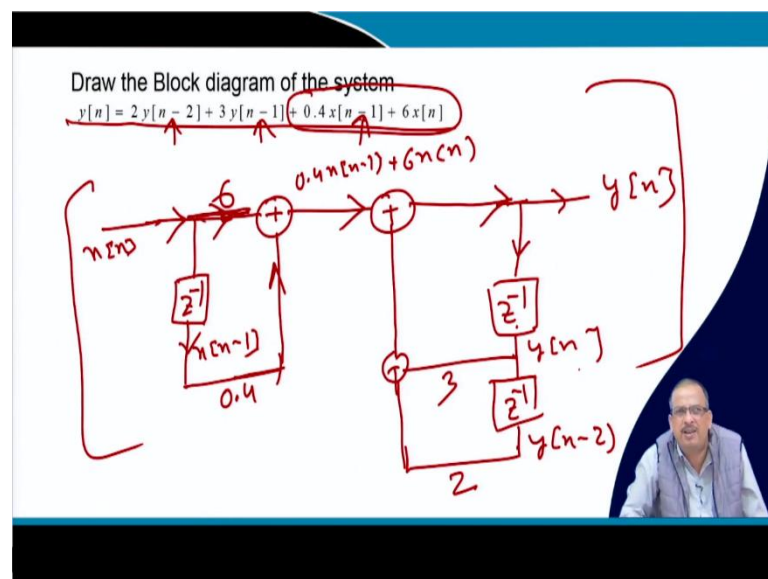 Draw the Block diagram of the system
y[n] = 2 y[n − 2] + 3 y[n − 1] + 0.4 x[n − 1] + 6 x[n]
0.4x[n-1] + 6x(n)
6
+
+
y[n]
x[n]
z⁻¹
x[n-1]
0.4
z⁻¹
y[n]
+
3
z⁻¹
y[n-2)
2